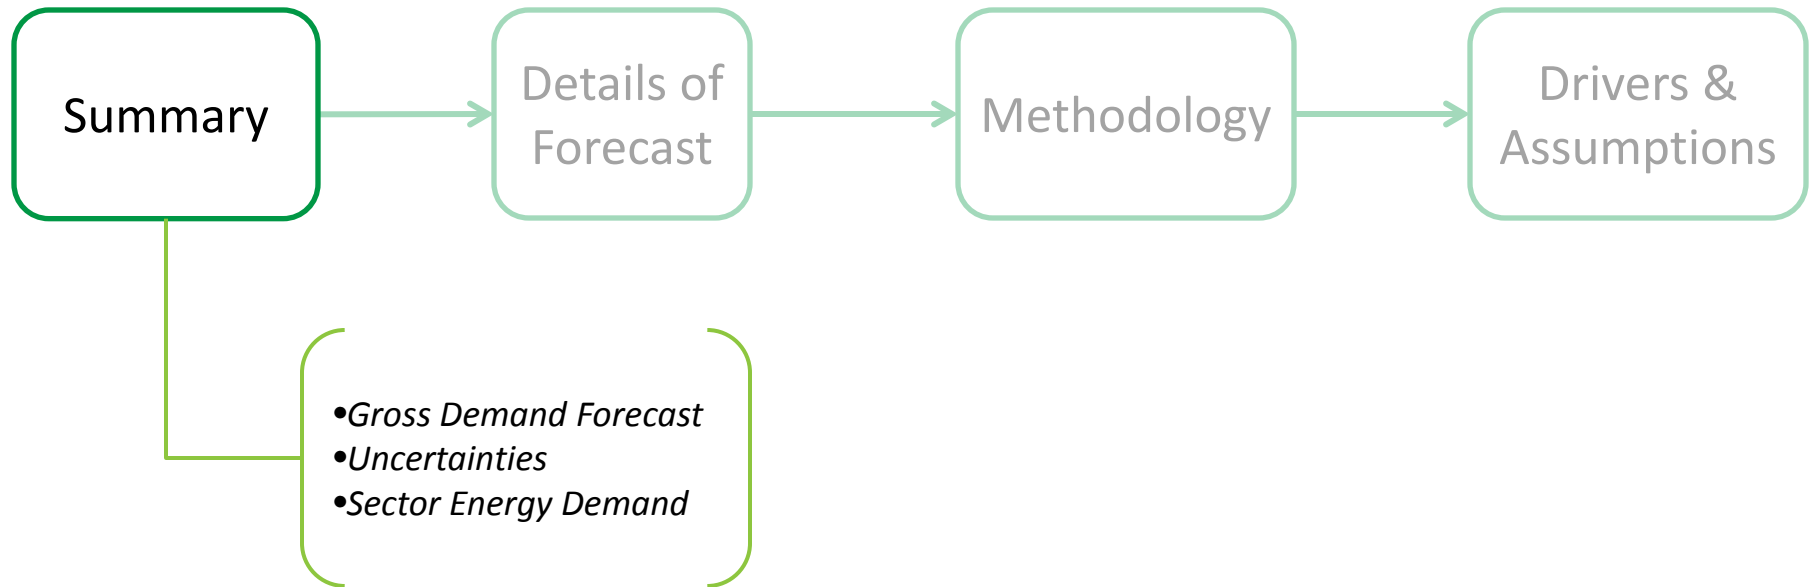 Summary
Details of
Forecast
Methodology
Drivers &
Assumptions
•Gross Demand Forecast
•Uncertainties
•Sector Energy Demand